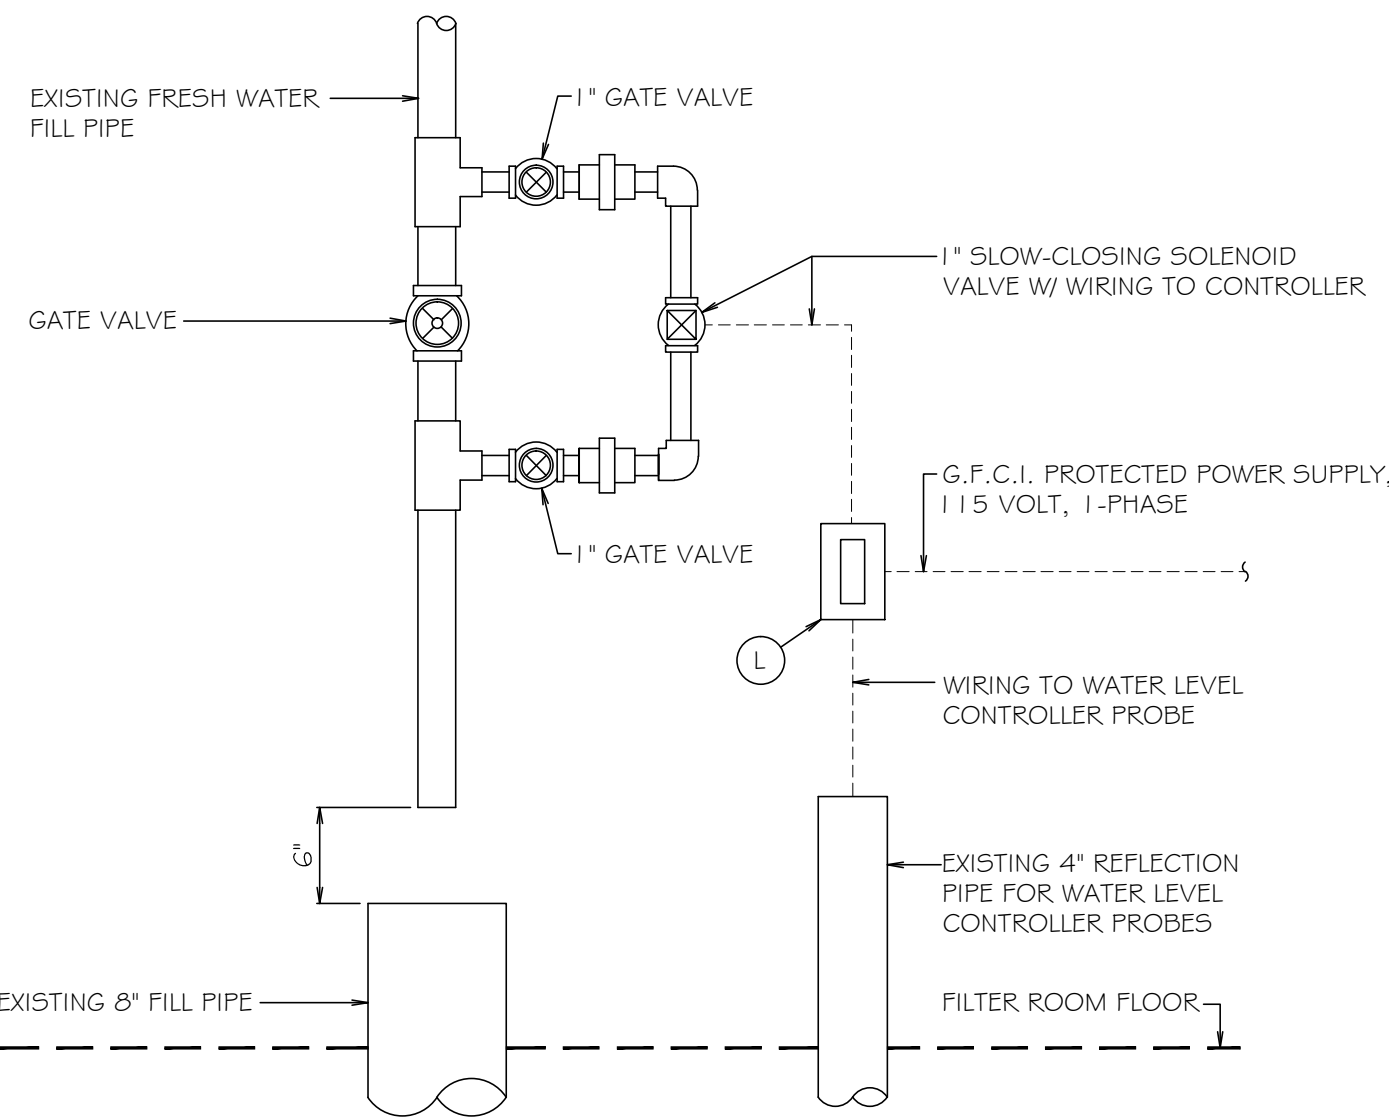 EXISTING FRESH WATER
FILL PIPE
1" GATE VALVE
GATE VALVE
1" SLOW-CLOSING SOLENOID
VALVE W/ WIRING TO CONTROLLER
G.F.C.I. PROTECTED POWER SUPPLY,
115 VOLT, 1-PHASE
1" GATE VALVE
L
WIRING TO WATER LEVEL
CONTROLLER PROBE
6"
EXISTING 4" REFLECTION
PIPE FOR WATER LEVEL
CONTROLLER PROBES
EXISTING 8" FILL PIPE
FILTER ROOM FLOOR